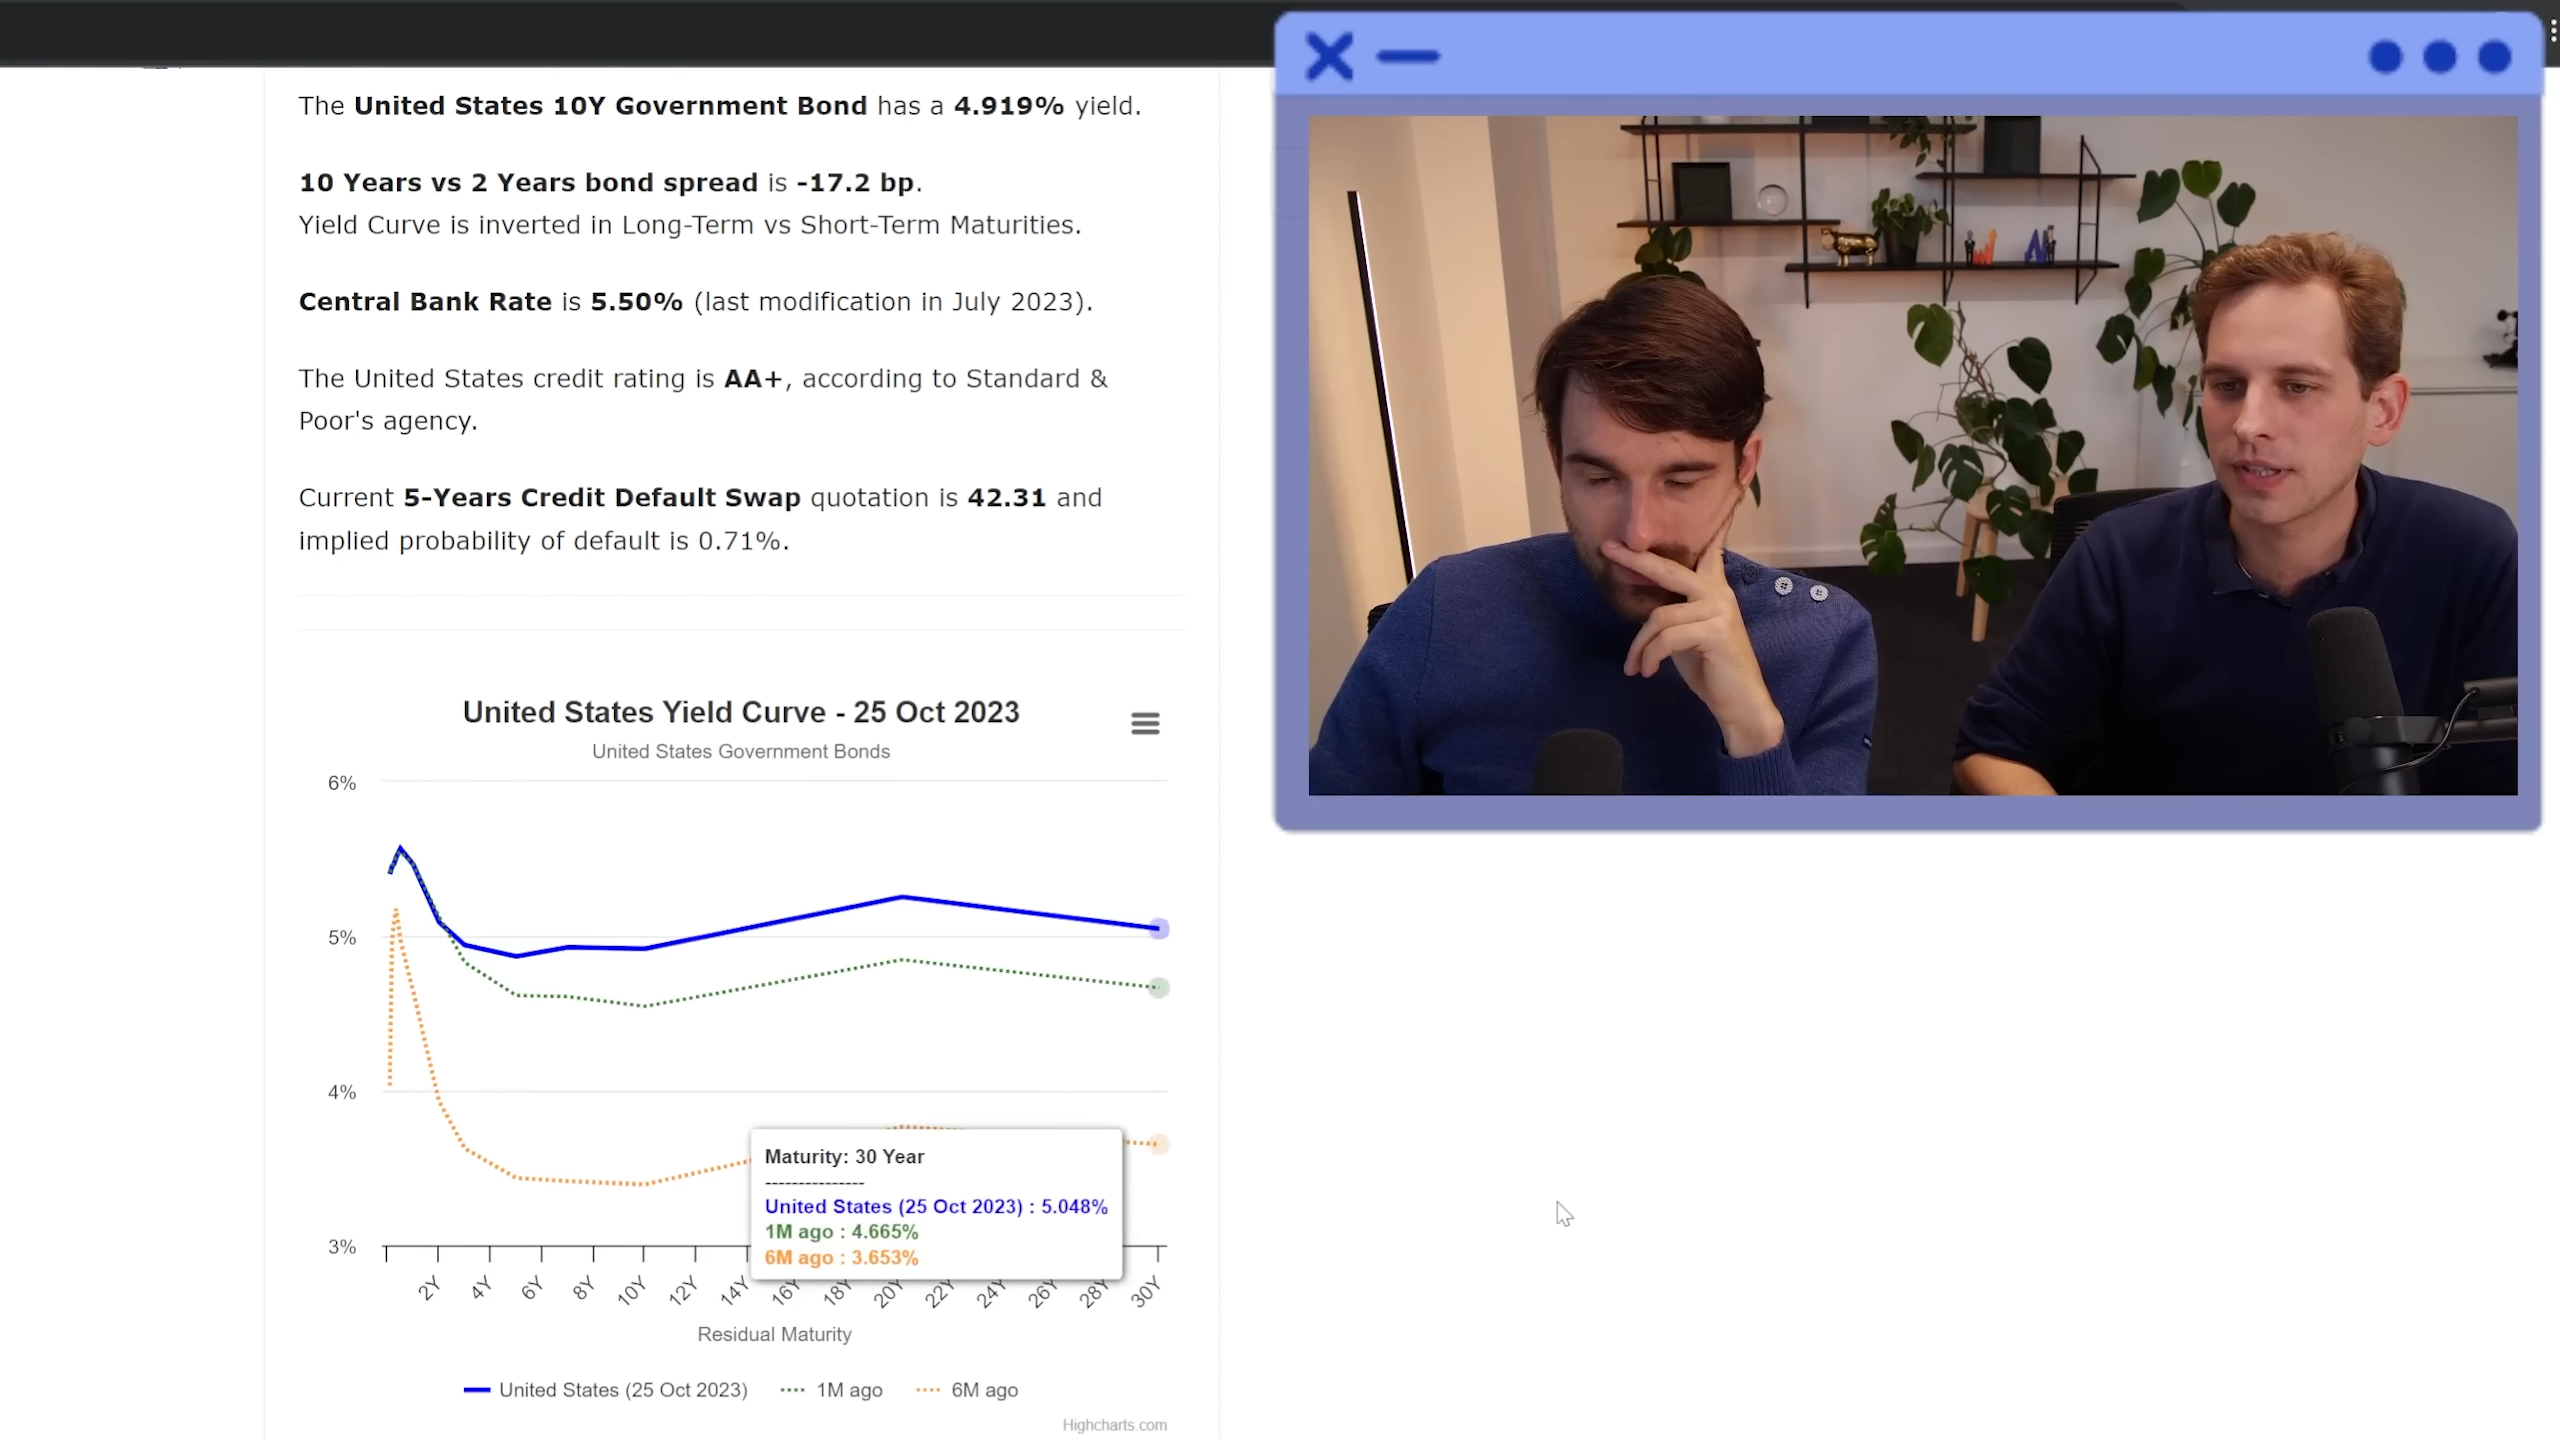 The United States 10Y Government Bond has a 4.919% yield.
10 Years vs 2 Years bond spread is -17.2 bp.
Yield Curve is inverted in Long-Term vs Short-Term Maturities.
Central Bank Rate is 5.50% (last modification in July 2023).
The United States credit rating is AA+, according to Standard &
Poor's agency.
Current 5-Years Credit Default Swap quotation is 42.31 and
implied probability of default is 0.71%.
United States Yield Curve - 25 Oct 2023
United States Government Bonds
6%
5%
4%
3%
Maturity: 30 Year
---------------
United States (25 Oct 2023) : 5.048%
1M ago : 4.665%
6M ago : 3.653%
2Y 4Y 6Y 8Y 10Y 12Y 14Y 16Y 18Y 20Y 22Y 24Y 26Y 28Y 30Y
Residual Maturity
United States (25 Oct 2023) 1M ago 6M ago
Highcharts.com